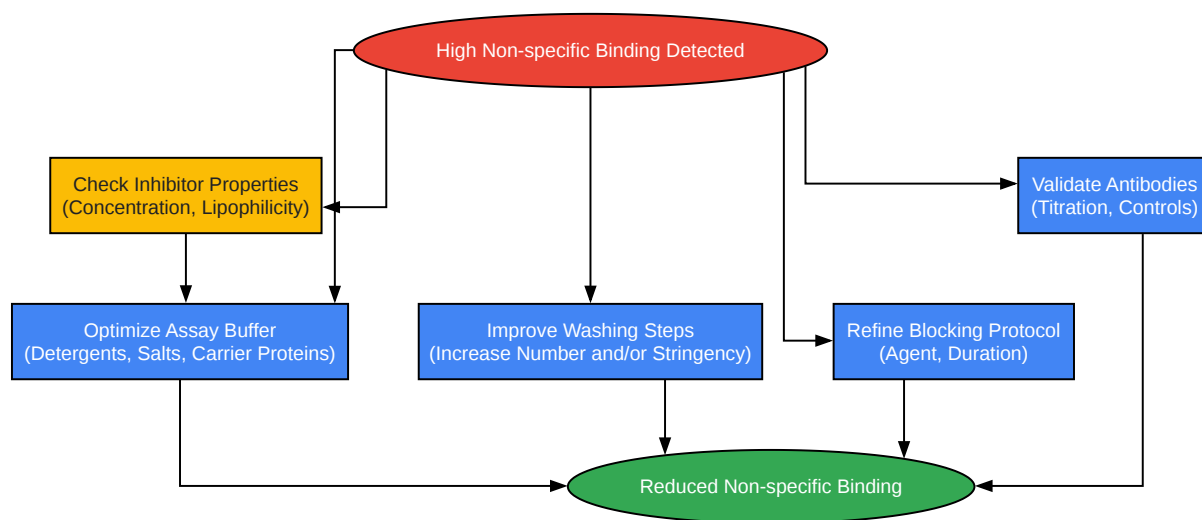 High Non-specific Binding Detected
Check Inhibitor Properties
(Concentration, Lipophilicity)
Validate Antibodies
(Titration, Controls)
Optimize Assay Buffer
(Detergents, Salts, Carrier Proteins)
Improve Washing Steps
(Increase Number and/or Stringency)
Refine Blocking Protocol
(Agent, Duration)
Reduced Non-specific Binding